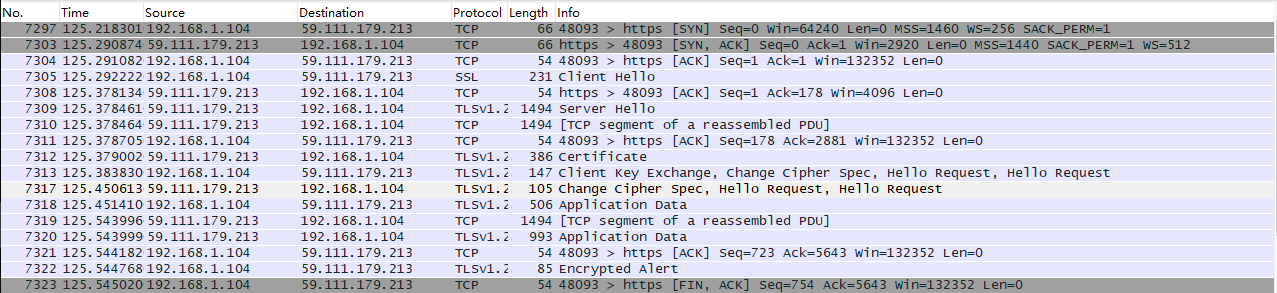 No. Time Source Destination Protocol Length Info
7297 125.218301 192.168.1.104 59.111.179.213 TCP 66 48093 > https [SYN] Seq=0 Win=64240 Len=0 MSS=1460 WS=256 SACK_PERM=1
7303 125.290874 59.111.179.213 192.168.1.104 TCP 66 https > 48093 [SYN, ACK] Seq=0 Ack=1 Win=2920 Len=0 MSS=1440 SACK_PERM=1 WS=512
7304 125.291082 192.168.1.104 59.111.179.213 TCP 54 48093 > https [ACK] Seq=1 Ack=1 Win=132352 Len=0
7305 125.292222 192.168.1.104 59.111.179.213 SSL 231 Client Hello
7308 125.378134 59.111.179.213 192.168.1.104 TCP 54 https > 48093 [ACK] Seq=1 Ack=178 Win=4096 Len=0
7309 125.378461 59.111.179.213 192.168.1.104 TLSv1.2 1494 Server Hello
7310 125.378464 59.111.179.213 192.168.1.104 TCP 1494 [TCP segment of a reassembled PDU]
7311 125.378705 192.168.1.104 59.111.179.213 TCP 54 48093 > https [ACK] Seq=178 Ack=2881 Win=132352 Len=0
7312 125.379002 59.111.179.213 192.168.1.104 TLSv1.2 386 Certificate
7313 125.383830 192.168.1.104 59.111.179.213 TLSv1.2 147 Client Key Exchange, Change Cipher Spec, Hello Request, Hello Request
7317 125.450613 59.111.179.213 192.168.1.104 TLSv1.2 105 Change Cipher Spec, Hello Request, Hello Request
7318 125.451410 192.168.1.104 59.111.179.213 TLSv1.2 506 Application Data
7319 125.543996 59.111.179.213 192.168.1.104 TCP 1494 [TCP segment of a reassembled PDU]
7320 125.543999 59.111.179.213 192.168.1.104 TLSv1.2 993 Application Data
7321 125.544182 192.168.1.104 59.111.179.213 TCP 54 48093 > https [ACK] Seq=723 Ack=5643 Win=132352 Len=0
7322 125.544768 192.168.1.104 59.111.179.213 TLSv1.2 85 Encrypted Alert
7323 125.545020 192.168.1.104 59.111.179.213 TCP 54 48093 > https [FIN, ACK] Seq=754 Ack=5643 Win=132352 Len=0